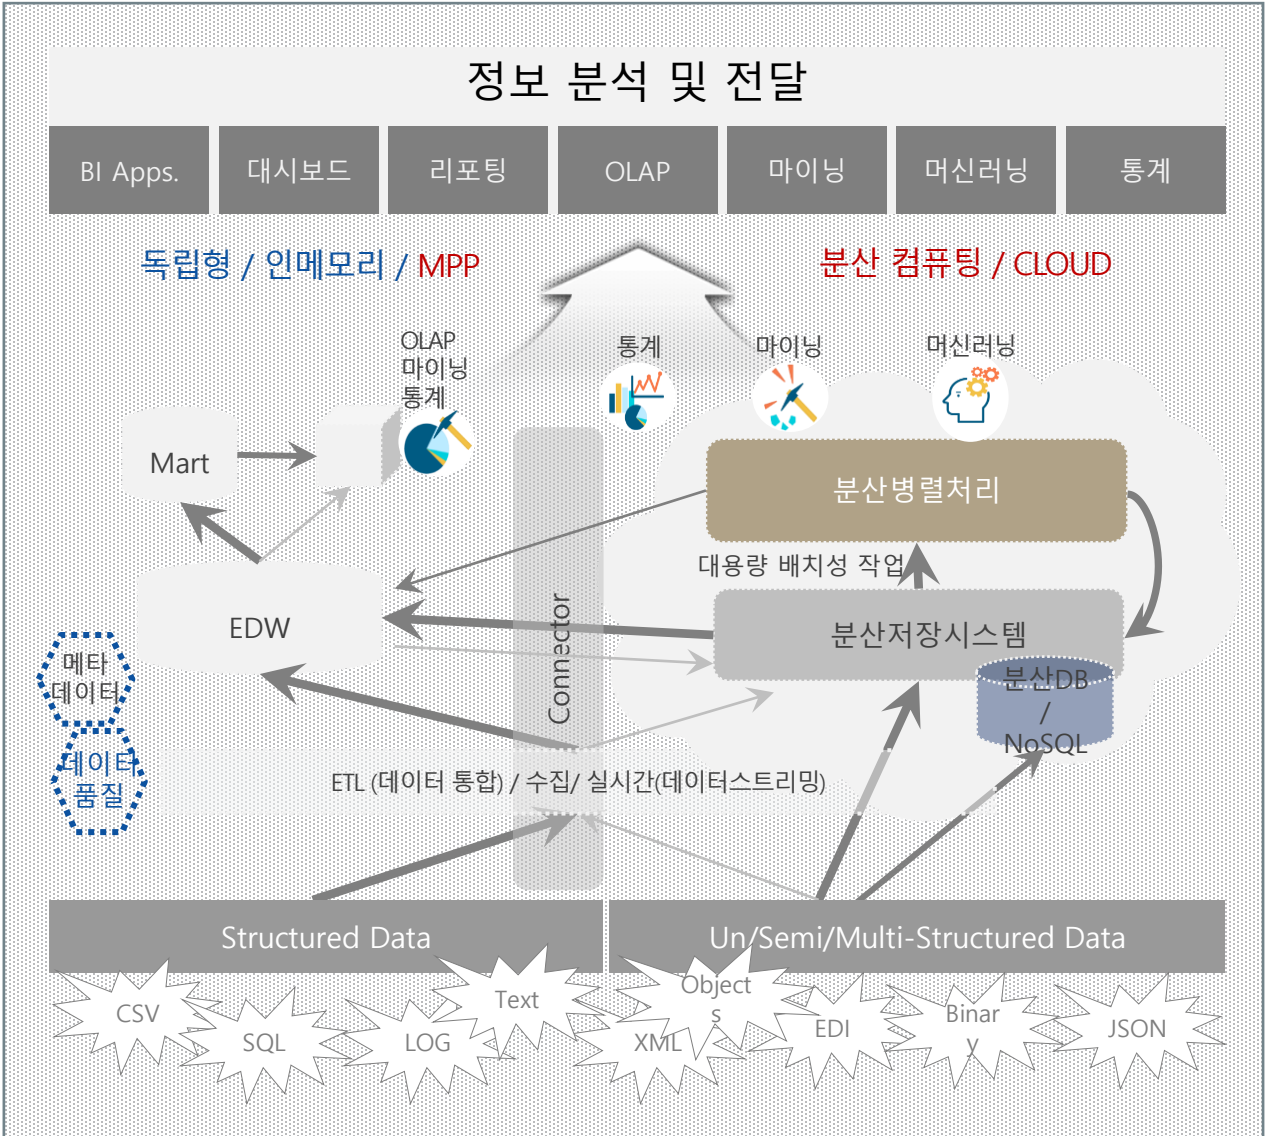 정보 분석 및 전달
BI Apps.
대시보드
리포팅
OLAP
마이닝
머신러닝
통계
독립형 / 인메모리 / MPP
분산 컴퓨팅 / CLOUD
OLAP
마이닝
통계
통계
마이닝
머신러닝
Mart
분산병렬처리
대용량 배치성 작업
EDW
분산저장시스템
Connector
메타
데이터
분산DB
/
NoSQL
데이터
품질
ETL (데이터 통합) / 수집/ 실시간(데이터스트리밍)
Structured Data
Un/Semi/Multi-Structured Data
CSV
SQL
LOG
Text
XML
Object
s
EDI
Binar
y
JSON